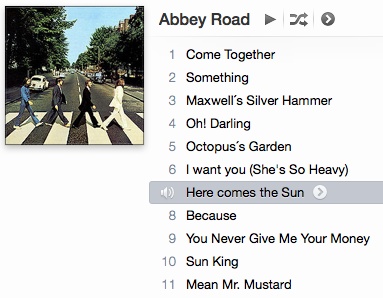 Abbey Road
1 Come Together
2 Something
3 Maxwell´s Silver Hammer
4 Oh! Darling
5 Octopus´s Garden
6 I want you (She's So Heavy)
Here comes the Sun
8 Because
9 You Never Give Me Your Money
10 Sun King
11 Mean Mr. Mustard